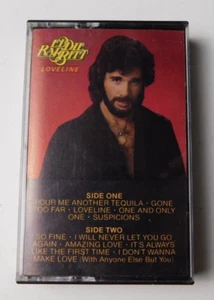 EDDIE
RABBITT
LOVELINE
SIDE ONE
POUR ME ANOTHER TEQUILA · GONE
TOO FAR · LOVELINE · ONE AND ONLY
ONE · SUSPICIONS
SIDE TWO
SO FINE · I WILL NEVER LET YOU GO
AGAIN · AMAZING LOVE · IT'S ALWAYS
LIKE THE FIRST TIME · I DON'T WANNA
MAKE LOVE (With Anyone Else But You)